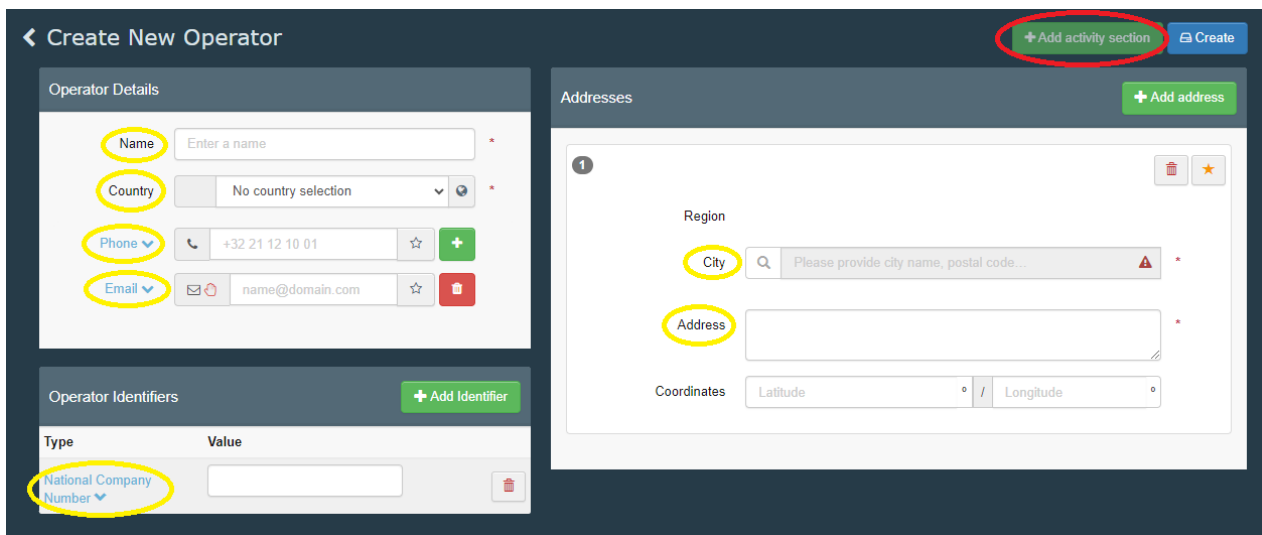 Create New Operator
+ Add activity section
Create
Operator Details
Name
Enter a name
*
Country
No country selection
*
Phone
+32 21 12 10 01
Email
name@domain.com
Operator Identifiers
+ Add Identifier
Type Value
National Company
Number
Addresses
+ Add address
1
Region
City
Please provide city name, postal code...
*
Address
*
Coordinates
Latitude
° / Longitude °